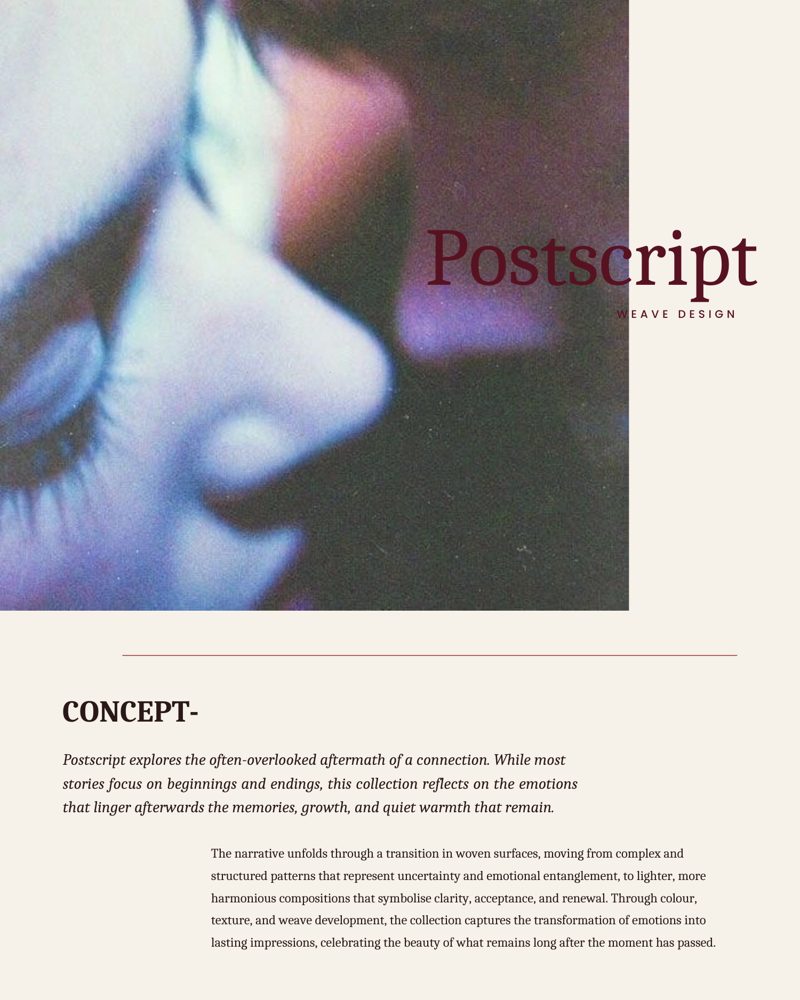 Postscript
WEAVE DESIGN
CONCEPT-
Postscript explores the often-overlooked aftermath of a connection. While most
stories focus on beginnings and endings, this collection reflects on the emotions
that linger afterwards the memories, growth, and quiet warmth that remain.
The narrative unfolds through a transition in woven surfaces, moving from complex and
structured patterns that represent uncertainty and emotional entanglement, to lighter, more
harmonious compositions that symbolise clarity, acceptance, and renewal. Through colour,
texture, and weave development, the collection captures the transformation of emotions into
lasting impressions, celebrating the beauty of what remains long after the moment has passed.